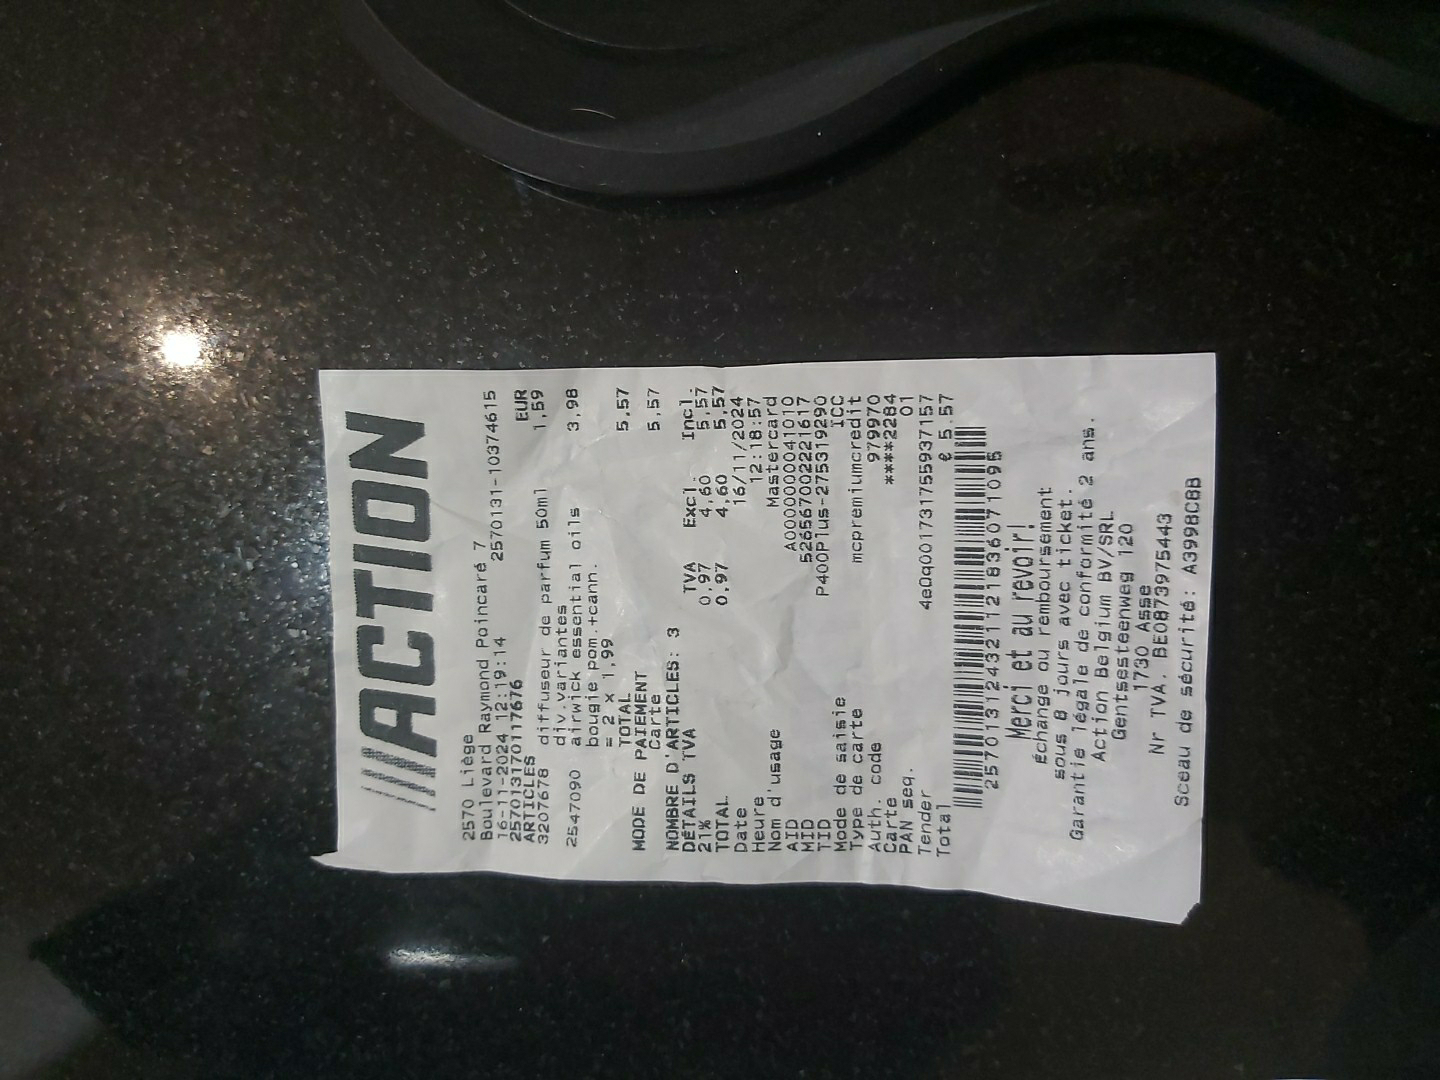 ACTION
2570 Liège
Boulevard Raymond Poincaré 7
16-11-2024 12:19:14 2570131-10374615
2570131170117676
ARTICLES EUR
3207678 diffuseur de parfum 50ml 1,59
div.variantes
2547090 airwick essential oils 3,98
bougie pom.+cann.
= 2 x 1,99
TOTAL 5,57
MODE DE PAIEMENT
Carte 5,57
NOMBRE D'ARTICLES: 3
DÉTAILS TVA TVA Excl. Incl.
21% 0,97 4,60 5,57
TOTAL 0,97 4,60 5,57
Date 16/11/2024
Heure 12:18:57
Nom d'usage Mastercard
AID A0000000041010
MID 526567002221617
TID P400Plus-275319290
Mode de saisie ICC
Type de carte mcpremiumcredit
Auth. code 979970
Carte ****2284
PAN seq. 01
Tender 4e0q001731755937157
Total € 5,57
257013124321121836071095
Merci et au revoir!
Échange ou remboursement
sous 8 jours avec ticket.
Garantie légale de conformité 2 ans.
Action Belgium BV/SRL
Gentsesteenweg 120
1730 Asse
Nr TVA. BE0873975443
Sceau de sécurité: A3998C8B